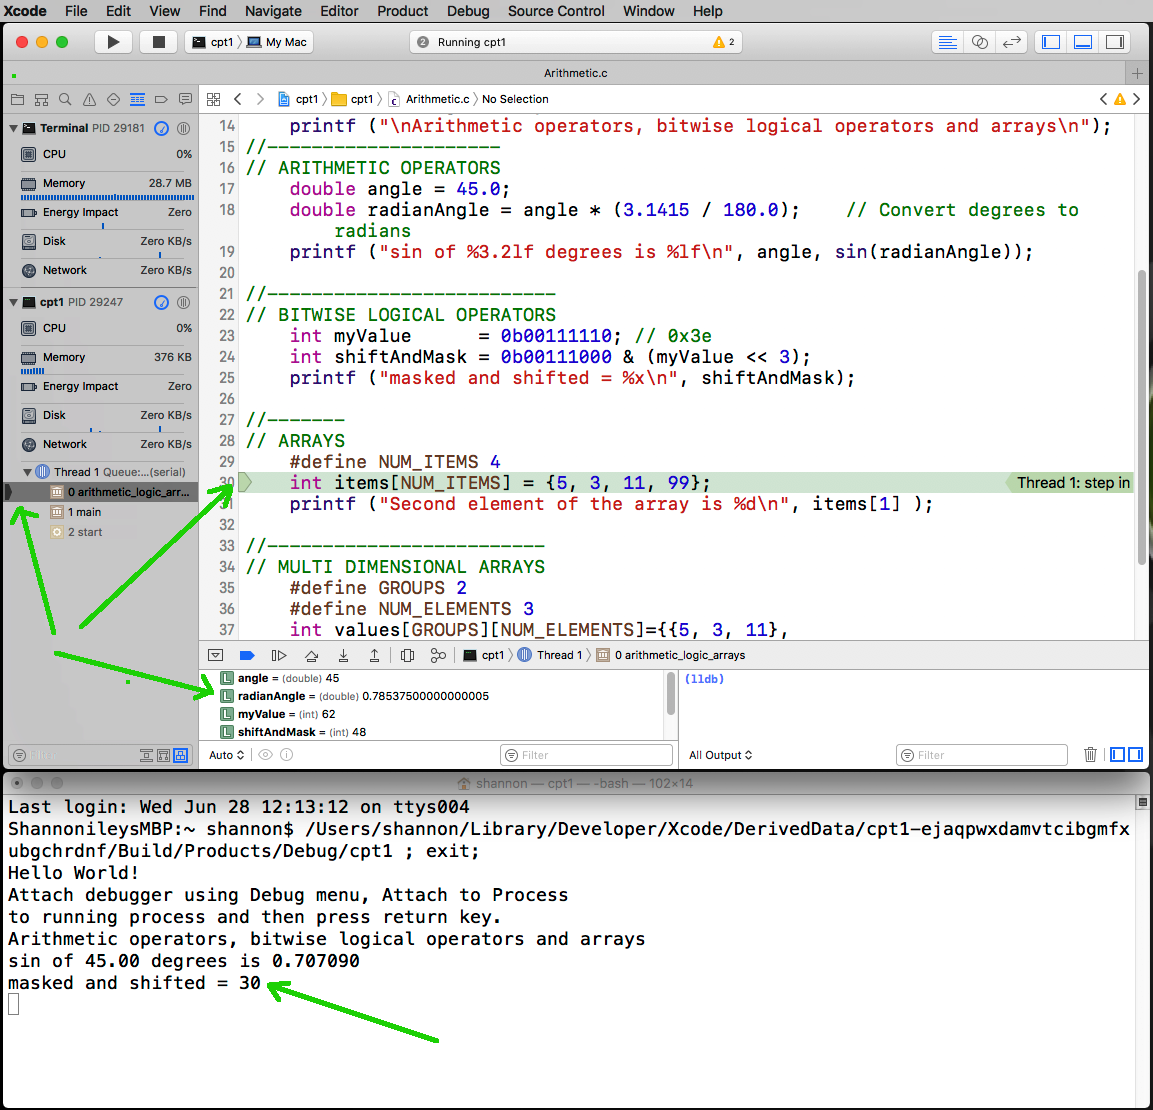 Xcode File Edit View Find Navigate Editor Product Debug Source Control Window Help
cpt1 My Mac
2 Running cpt1 2
Arithmetic.c
cpt1 cpt1 Arithmetic.c No Selection
Terminal PID 29181
CPU 0%
Memory 28.7 MB
Energy Impact Zero
Disk Zero KB/s
Network Zero KB/s
cpt1 PID 29247
CPU 0%
Memory 376 KB
Energy Impact Zero
Disk Zero KB/s
Network Zero KB/s
Thread 1 Queue:...(serial)
0 arithmetic_logic_arr...
1 main
2 start
Filter
14 printf ("\nArithmetic operators, bitwise logical operators and arrays\n");
15 //---------------------
16 // ARITHMETIC OPERATORS
17 double angle = 45.0;
18 double radianAngle = angle * (3.1415 / 180.0); // Convert degrees to
radians
19 printf ("sin of %3.2lf degrees is %lf\n", angle, sin(radianAngle));
20
21 //--------------------------
22 // BITWISE LOGICAL OPERATORS
23 int myValue = 0b00111110; // 0x3e
24 int shiftAndMask = 0b00111000 & (myValue << 3);
25 printf ("masked and shifted = %x\n", shiftAndMask);
26
27 //-------
28 // ARRAYS
29 #define NUM_ITEMS 4
30 int items[NUM_ITEMS] = {5, 3, 11, 99}; Thread 1: step in
31 printf ("Second element of the array is %d\n", items[1] );
32
33 //-------------------------
34 // MULTI DIMENSIONAL ARRAYS
35 #define GROUPS 2
36 #define NUM_ELEMENTS 3
37 int values[GROUPS][NUM_ELEMENTS]={{5, 3, 11},
cpt1 Thread 1 0 arithmetic_logic_arrays
L angle = (double) 45
L radianAngle = (double) 0.78537500000000005
L myValue = (int) 62
L shiftAndMask = (int) 48
(lldb)
Auto Filter All Output Filter
shannon — cpt1 — -bash — 102×14
Last login: Wed Jun 28 12:13:12 on ttys004
ShannonileysMBP:~ shannon$ /Users/shannon/Library/Developer/Xcode/DerivedData/cpt1-ejaqpwxdamvtcibgmfx
ubgchrdnf/Build/Products/Debug/cpt1 ; exit;
Hello World!
Attach debugger using Debug menu, Attach to Process
to running process and then press return key.
Arithmetic operators, bitwise logical operators and arrays
sin of 45.00 degrees is 0.707090
masked and shifted = 30